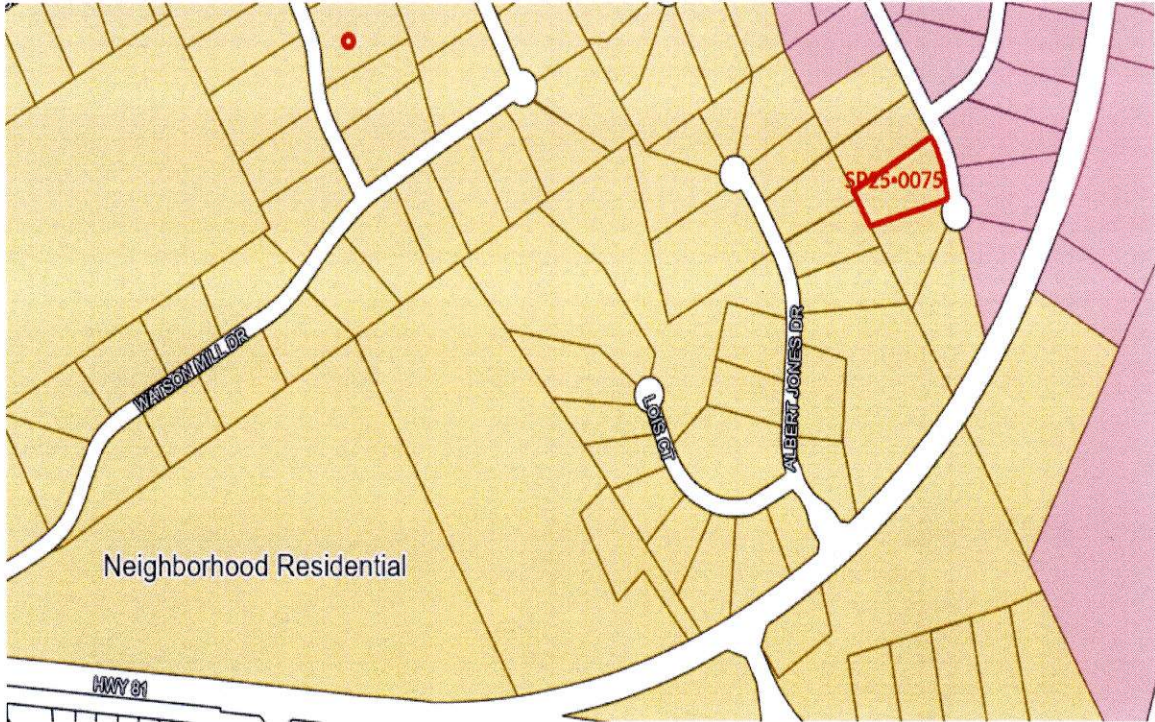 SP25•0075
WATSON MILL DR
LOIS CT
ALBERT JONES DR
Neighborhood Residential
HWY 81